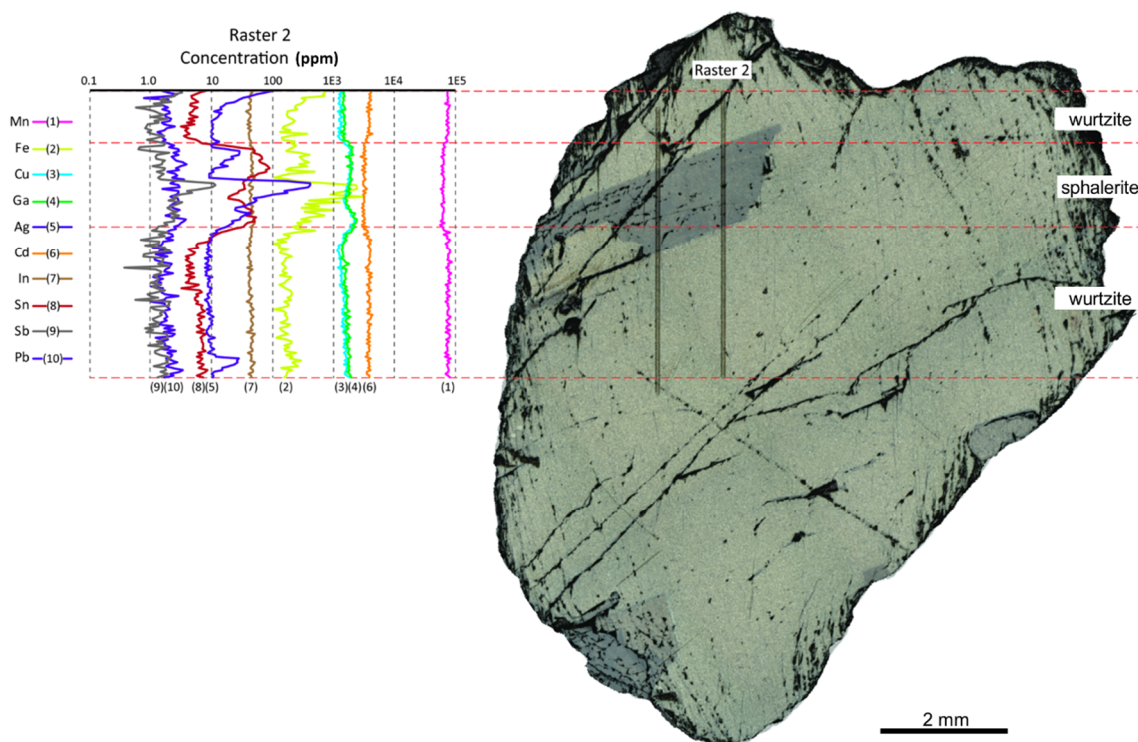 Raster 2
Concentration (ppm)
0.1 1.0 10 100 1E3 1E4 1E5
Mn (1)
Fe (2)
Cu (3)
Ga (4)
Ag (5)
Cd (6)
In (7)
Sn (8)
Sb (9)
Pb (10)
(9)(10) (8)(5) (7) (2) (3)(4)(6) (1)
Raster 2
wurtzite
sphalerite
wurtzite
2 mm